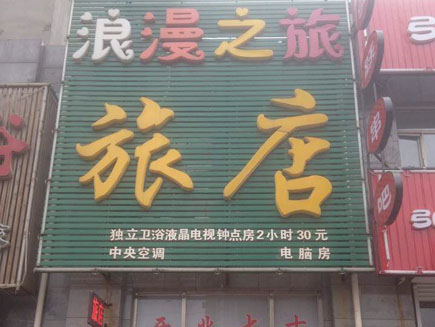 浪漫之旅
旅店
独立卫浴液晶电视钟点房2小时30元
中央空调 电脑房
吧